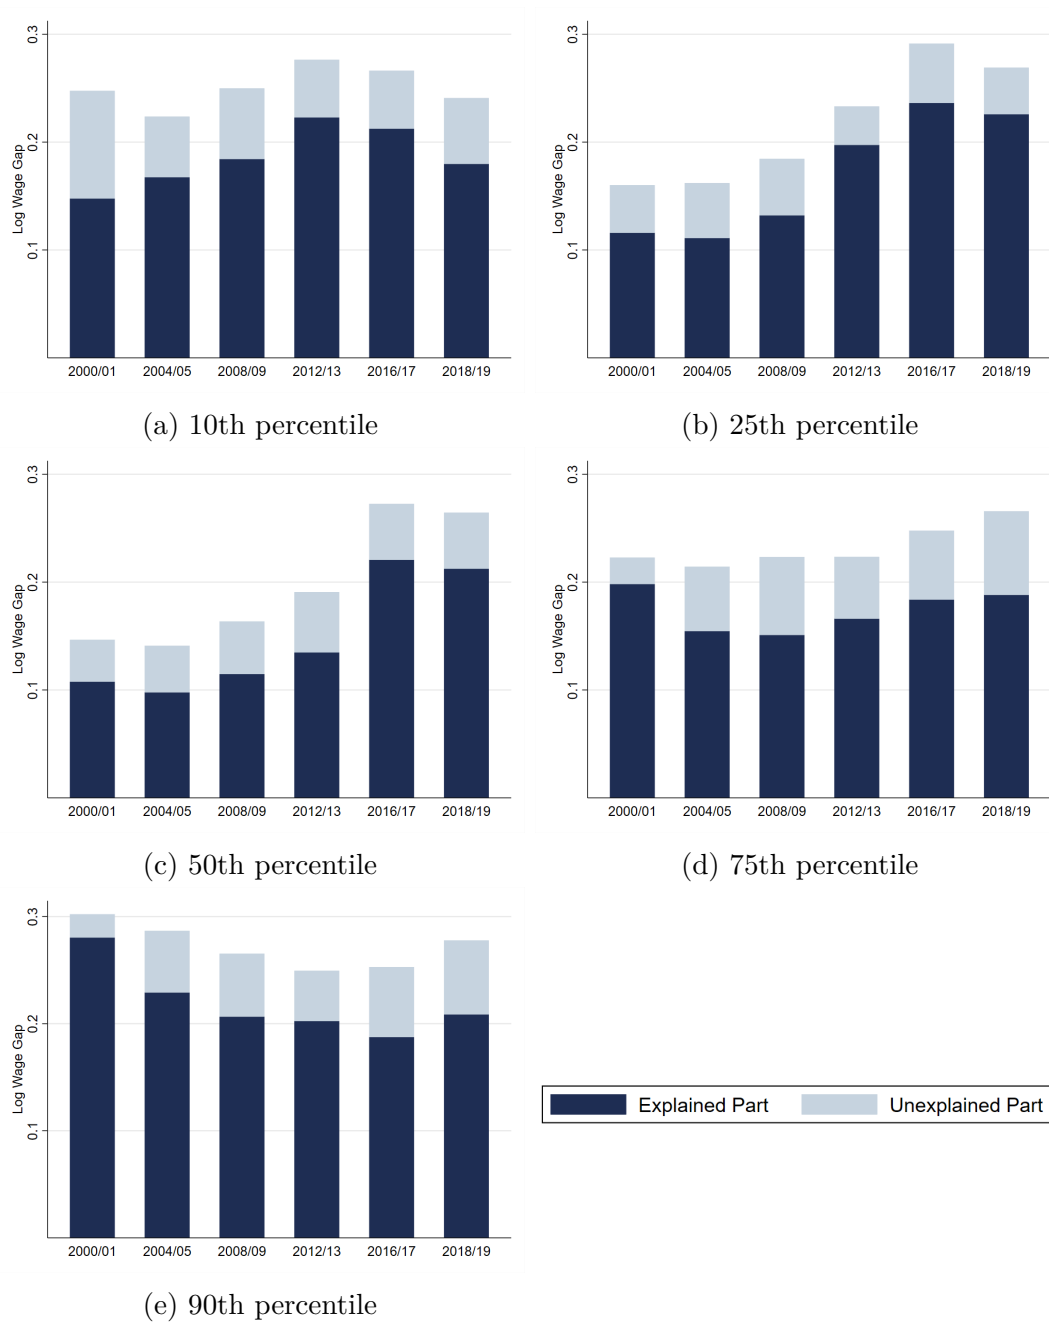 0.3
0.2
0.1
Log Wage Gap
2000/01 2004/05 2008/09 2012/13 2016/17 2018/19
(a) 10th percentile
0.3
0.2
0.1
Log Wage Gap
2000/01 2004/05 2008/09 2012/13 2016/17 2018/19
(b) 25th percentile
0.3
0.2
0.1
Log Wage Gap
2000/01 2004/05 2008/09 2012/13 2016/17 2018/19
(c) 50th percentile
0.3
0.2
0.1
Log Wage Gap
2000/01 2004/05 2008/09 2012/13 2016/17 2018/19
(d) 75th percentile
0.3
0.2
0.1
Log Wage Gap
2000/01 2004/05 2008/09 2012/13 2016/17 2018/19
(e) 90th percentile
Explained Part Unexplained Part